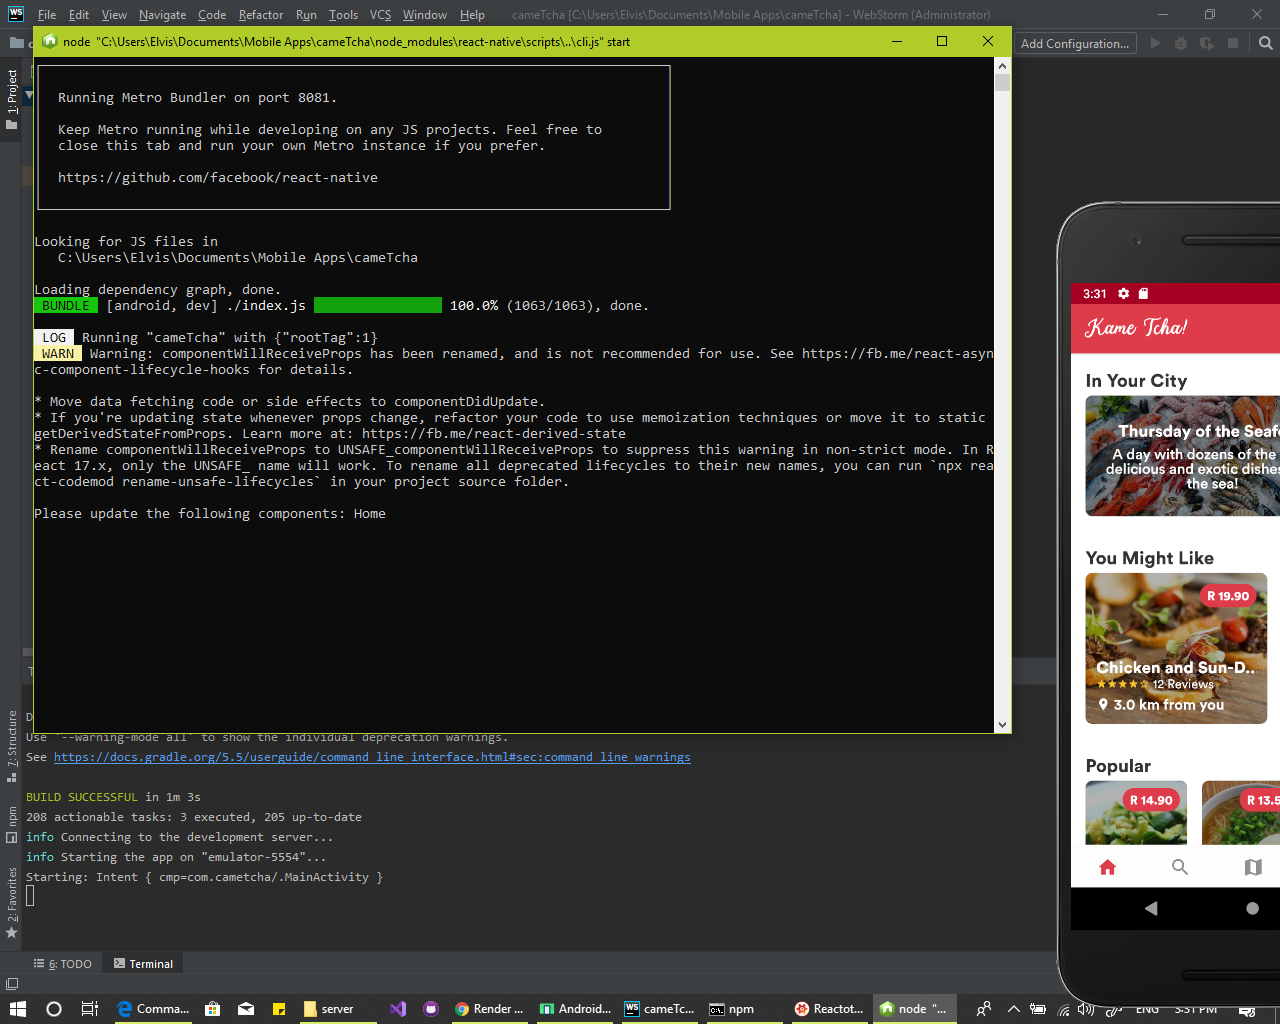 WS File Edit View Navigate Code Refactor Run Tools VCS Window Help cameTcha [C:\Users\Elvis\Documents\Mobile Apps\cameTcha] - WebStorm (Administrator)
node "C:\Users\Elvis\Documents\Mobile Apps\cameTcha\node_modules\react-native\scripts\..\cli.js" start
Add Configuration...
1: Project
Running Metro Bundler on port 8081.
Keep Metro running while developing on any JS projects. Feel free to
close this tab and run your own Metro instance if you prefer.
https://github.com/facebook/react-native
Looking for JS files in
C:\Users\Elvis\Documents\Mobile Apps\cameTcha
Loading dependency graph, done.
BUNDLE [android, dev] ./index.js 100.0% (1063/1063), done.
LOG Running "cameTcha" with {"rootTag":1}
WARN Warning: componentWillReceiveProps has been renamed, and is not recommended for use. See https://fb.me/react-asyn
c-component-lifecycle-hooks for details.
* Move data fetching code or side effects to componentDidUpdate.
* If you're updating state whenever props change, refactor your code to use memoization techniques or move it to static
getDerivedStateFromProps. Learn more at: https://fb.me/react-derived-state
* Rename componentWillReceiveProps to UNSAFE_componentWillReceiveProps to suppress this warning in non-strict mode. In R
eact 17.x, only the UNSAFE_ name will work. To rename all deprecated lifecycles to their new names, you can run `npx rea
ct-codemod rename-unsafe-lifecycles` in your project source folder.
Please update the following components: Home
Use '--warning-mode all' to show the individual deprecation warnings.
See https://docs.gradle.org/5.5/userguide/command_line_interface.html#sec:command_line_warnings
BUILD SUCCESSFUL in 1m 3s
208 actionable tasks: 3 executed, 205 up-to-date
info Connecting to the development server...
info Starting the app on "emulator-5554"...
Starting: Intent { cmp=com.cametcha/.MainActivity }
7: Structure
npm
2: Favorites
6: TODO Terminal
3:31
Kame Tcha!
In Your City
Thursday of the Seafo
A day with dozens of the
delicious and exotic dishes
the sea!
You Might Like
R 19.90
Chicken and Sun-D..
12 Reviews
3.0 km from you
Popular
R 14.90 R 13.5
Comma... server Render ... Android... WS cameTc... npm Reactot... node "... ENG 3:31 PM